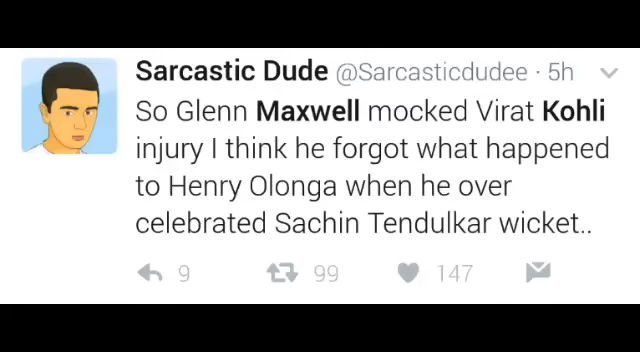 Sarcastic Dude @Sarcasticdudee · 5h
So Glenn Maxwell mocked Virat Kohli
injury I think he forgot what happened
to Henry Olonga when he over
celebrated Sachin Tendulkar wicket..
9 99 147